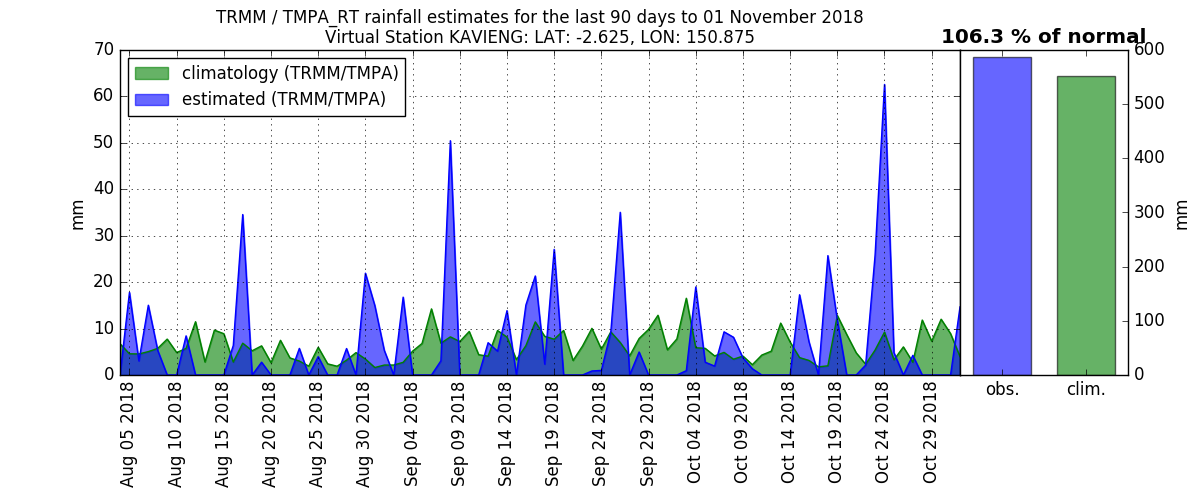 TRMM / TMPA_RT rainfall estimates for the last 90 days to 01 November 2018
Virtual Station KAVIENG: LAT: -2.625, LON: 150.875
106.3 % of normal
climatology (TRMM/TMPA)
estimated (TRMM/TMPA)
70
60
50
40
30
20
10
0
mm
600
500
400
300
200
100
0
mm
Aug 05 2018
Aug 10 2018
Aug 15 2018
Aug 20 2018
Aug 25 2018
Aug 30 2018
Sep 04 2018
Sep 09 2018
Sep 14 2018
Sep 19 2018
Sep 24 2018
Sep 29 2018
Oct 04 2018
Oct 09 2018
Oct 14 2018
Oct 19 2018
Oct 24 2018
Oct 29 2018
obs.
clim.